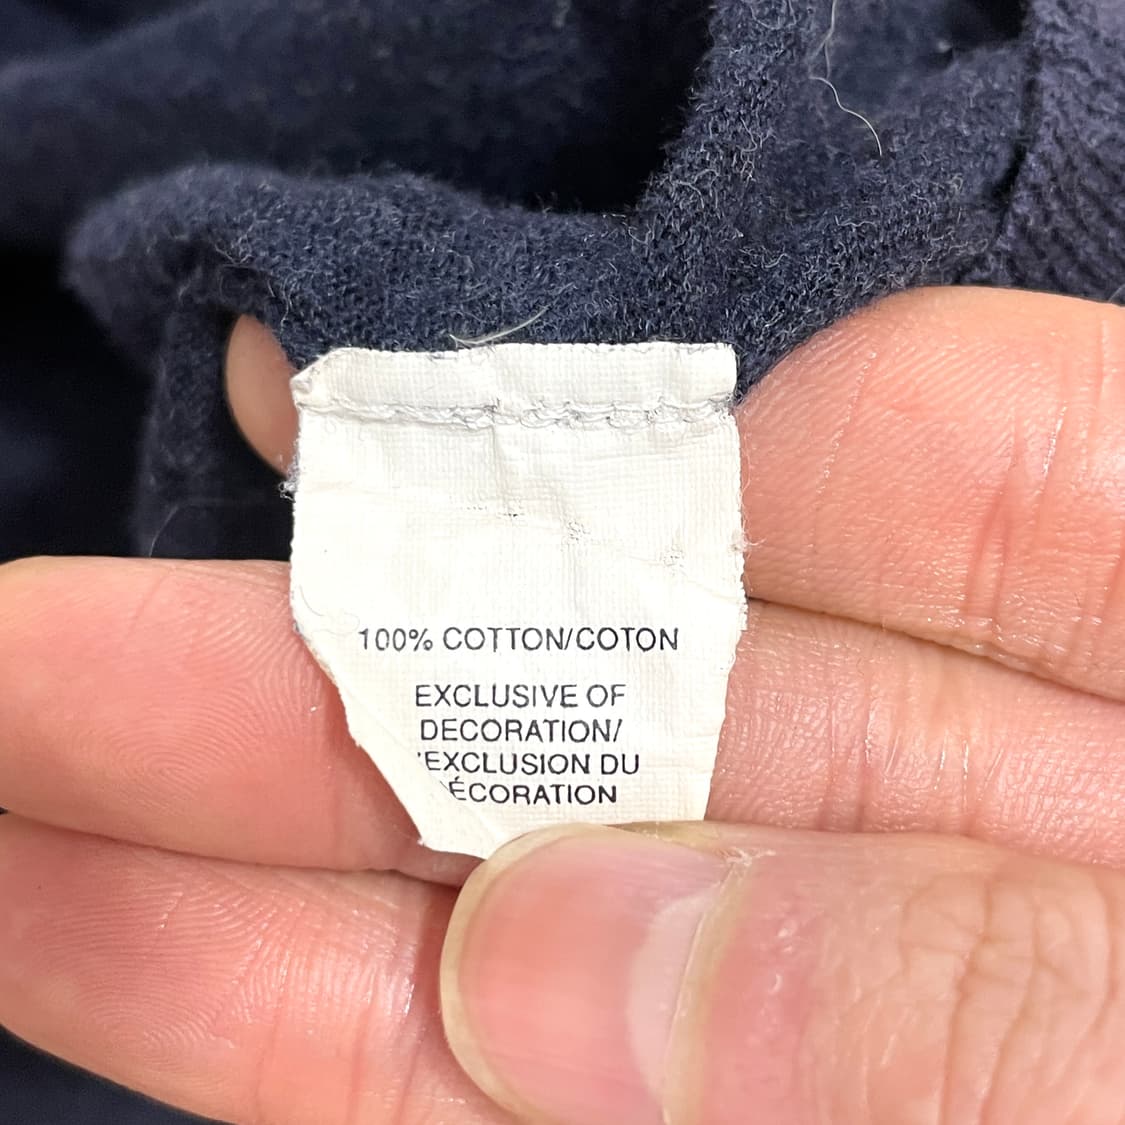 100% COTTON/COTON
EXCLUSIVE OF
DECORATION/
'EXCLUSION DU
ÉCORATION